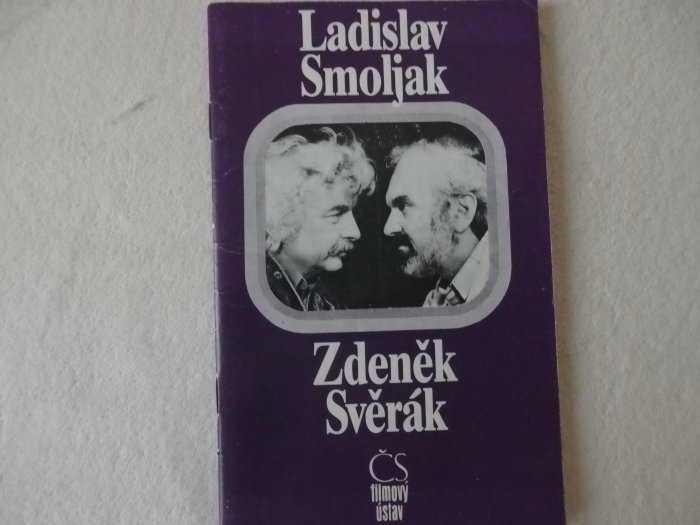 Ladislav
Smoljak
Zdeněk
Svěrák
ČS
filmový
ústav